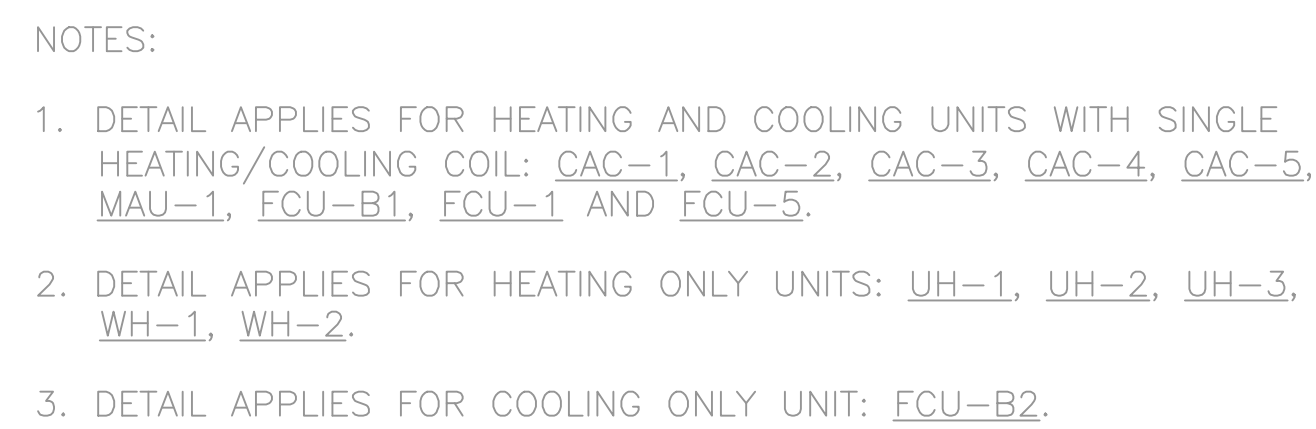 NOTES:
1. DETAIL APPLIES FOR HEATING AND COOLING UNITS WITH SINGLE
HEATING/COOLING COIL: CAC-1, CAC-2, CAC-3, CAC-4, CAC-5,
MAU-1, FCU-B1, FCU-1 AND FCU-5.
2. DETAIL APPLIES FOR HEATING ONLY UNITS: UH-1, UH-2, UH-3,
WH-1, WH-2.
3. DETAIL APPLIES FOR COOLING ONLY UNIT: FCU-B2.